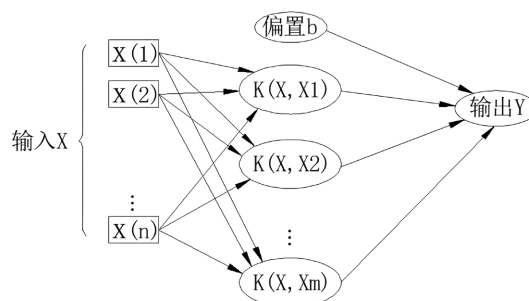 偏置b
X(1)
X(2)
K(X,X1)
输入X
输出Y
K(X,X2)
⋮
X(n)
⋮
K(X,Xm)